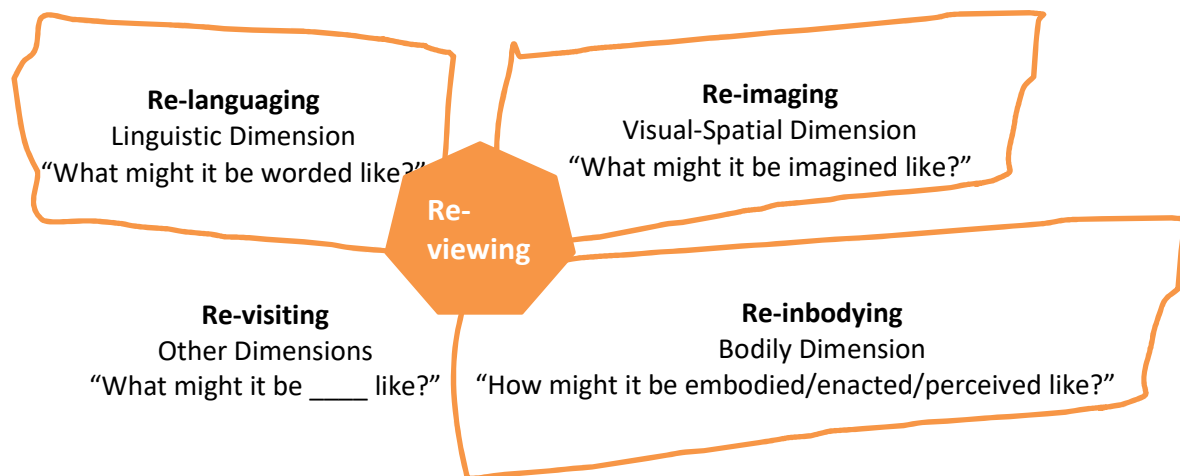 Re-languaging
Linguistic Dimension
“What might it be worded like?”
Re-imaging
Visual-Spatial Dimension
“What might it be imagined like?”
Re-
viewing
Re-visiting
Other Dimensions
“What might it be ____ like?”
Re-inbodying
Bodily Dimension
“How might it be embodied/enacted/perceived like?”